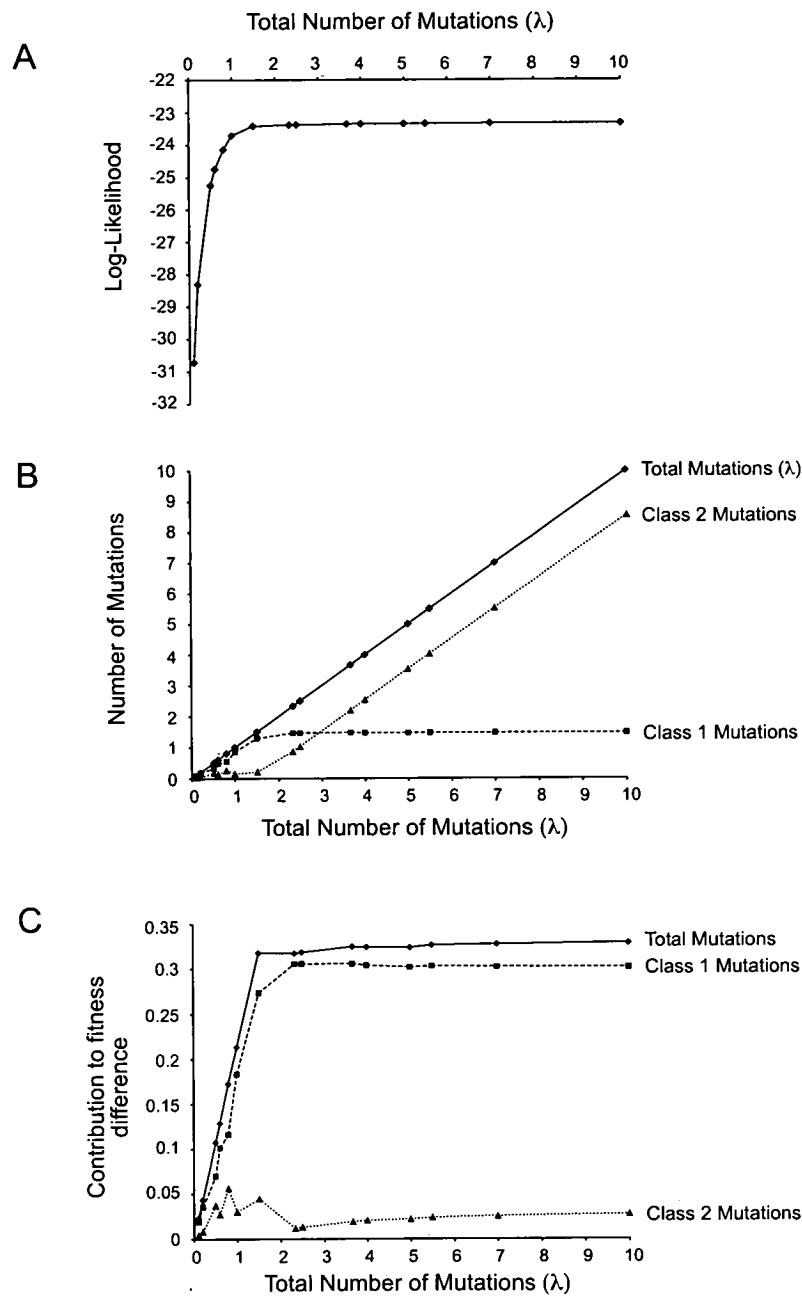 Total Number of Mutations (λ)
A
0 1 2 3 4 5 6 7 8 9 10
-22
-23
-24
-25
-26
-27
-28
-29
-30
-31
-32
Log-Likelihood
B
10
9
8
7
6
5
4
3
2
1
0
Number of Mutations
Total Mutations (λ)
Class 2 Mutations
Class 1 Mutations
0 1 2 3 4 5 6 7 8 9 10
Total Number of Mutations (λ)
C
0.35
0.3
0.25
0.2
0.15
0.1
0.05
0
Contribution to fitness
difference
Total Mutations
Class 1 Mutations
Class 2 Mutations
0 1 2 3 4 5 6 7 8 9 10
Total Number of Mutations (λ)